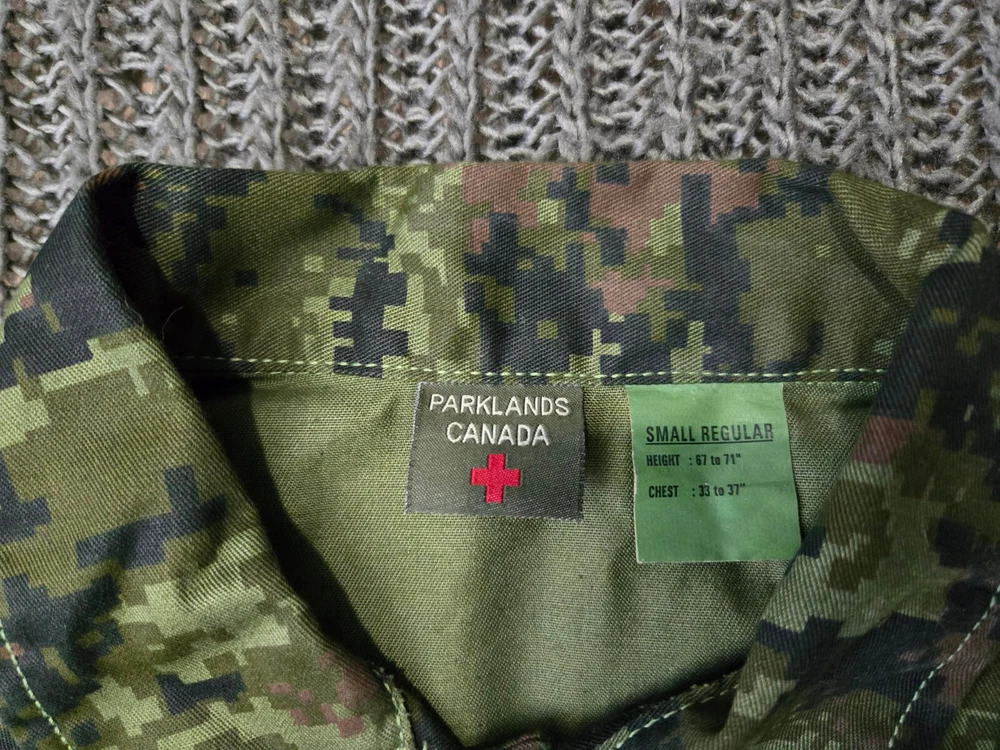 PARKLANDS
CANADA
SMALL REGULAR
HEIGHT : 67 to 71"
CHEST : 33 to 37"